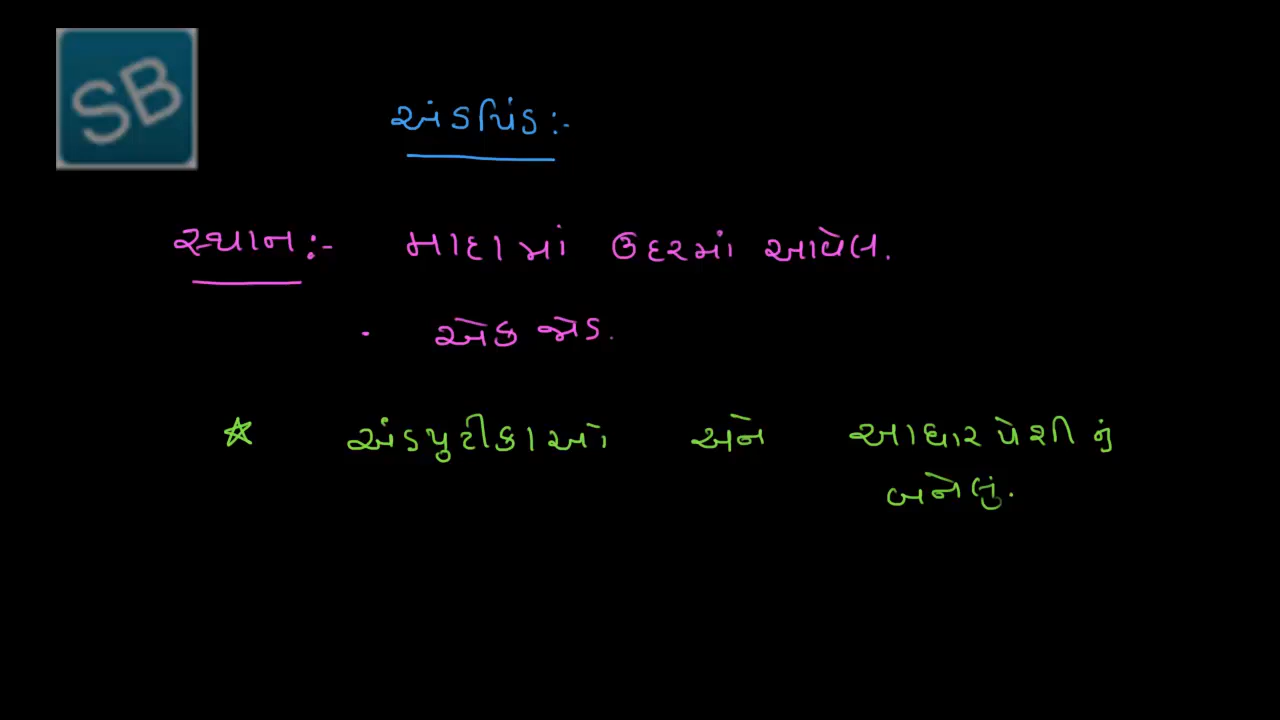 SB
અંડપિંડ :-
સ્થાન :- માદામાં ઉદરમાં આવેલ.
· એક જોડ.
☆ અંડપુટીકાઓ અને આધારપેશીનું
બનેલું.